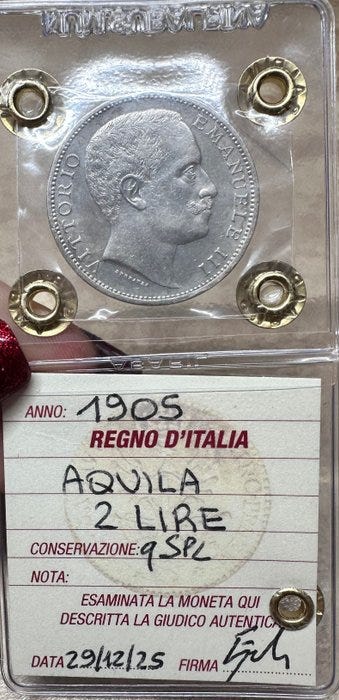 VITTORIO EMANUELE III
ANNO: 1905
REGNO D'ITALIA
AQUILA
2 LIRE
CONSERVAZIONE: qSPL
NOTA:
ESAMINATA LA MONETA QUI
DESCRITTA LA GIUDICO AUTENTICA
DATA 29/12/25 FIRMA